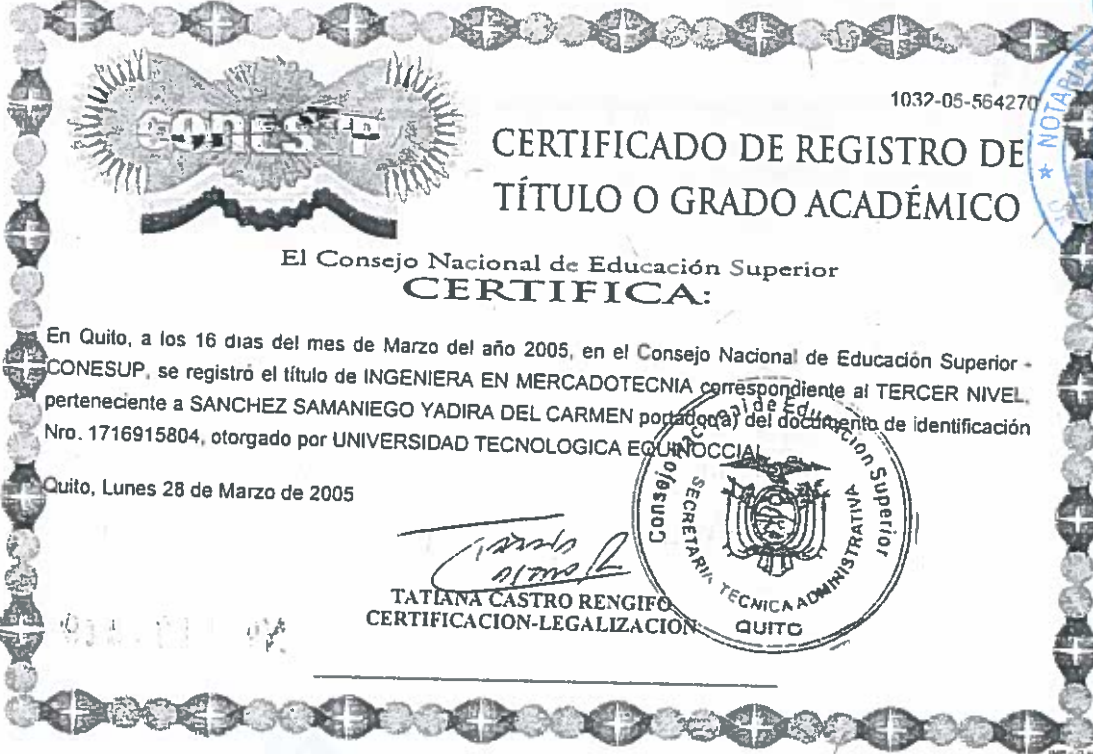 1032-05-564270
CONESUP
CERTIFICADO DE REGISTRO DE
TÍTULO O GRADO ACADÉMICO
El Consejo Nacional de Educación Superior
CERTIFICA:
En Quito, a los 16 dias del mes de Marzo del año 2005, en el Consejo Nacional de Educación Superior -
CONESUP, se registró el título de INGENIERA EN MERCADOTECNIA correspondiente al TERCER NIVEL,
perteneciente a SANCHEZ SAMANIEGO YADIRA DEL CARMEN portador(a) del documento de identificación
Nro. 1716915804, otorgado por UNIVERSIDAD TECNOLOGICA EQUINOCCIAL
Quito, Lunes 28 de Marzo de 2005
TATIANA CASTRO RENGIFO
CERTIFICACION-LEGALIZACION
Consejo Nacional de Educación Superior
SECRETARIA TECNICA ADMINISTRATIVA
QUITO